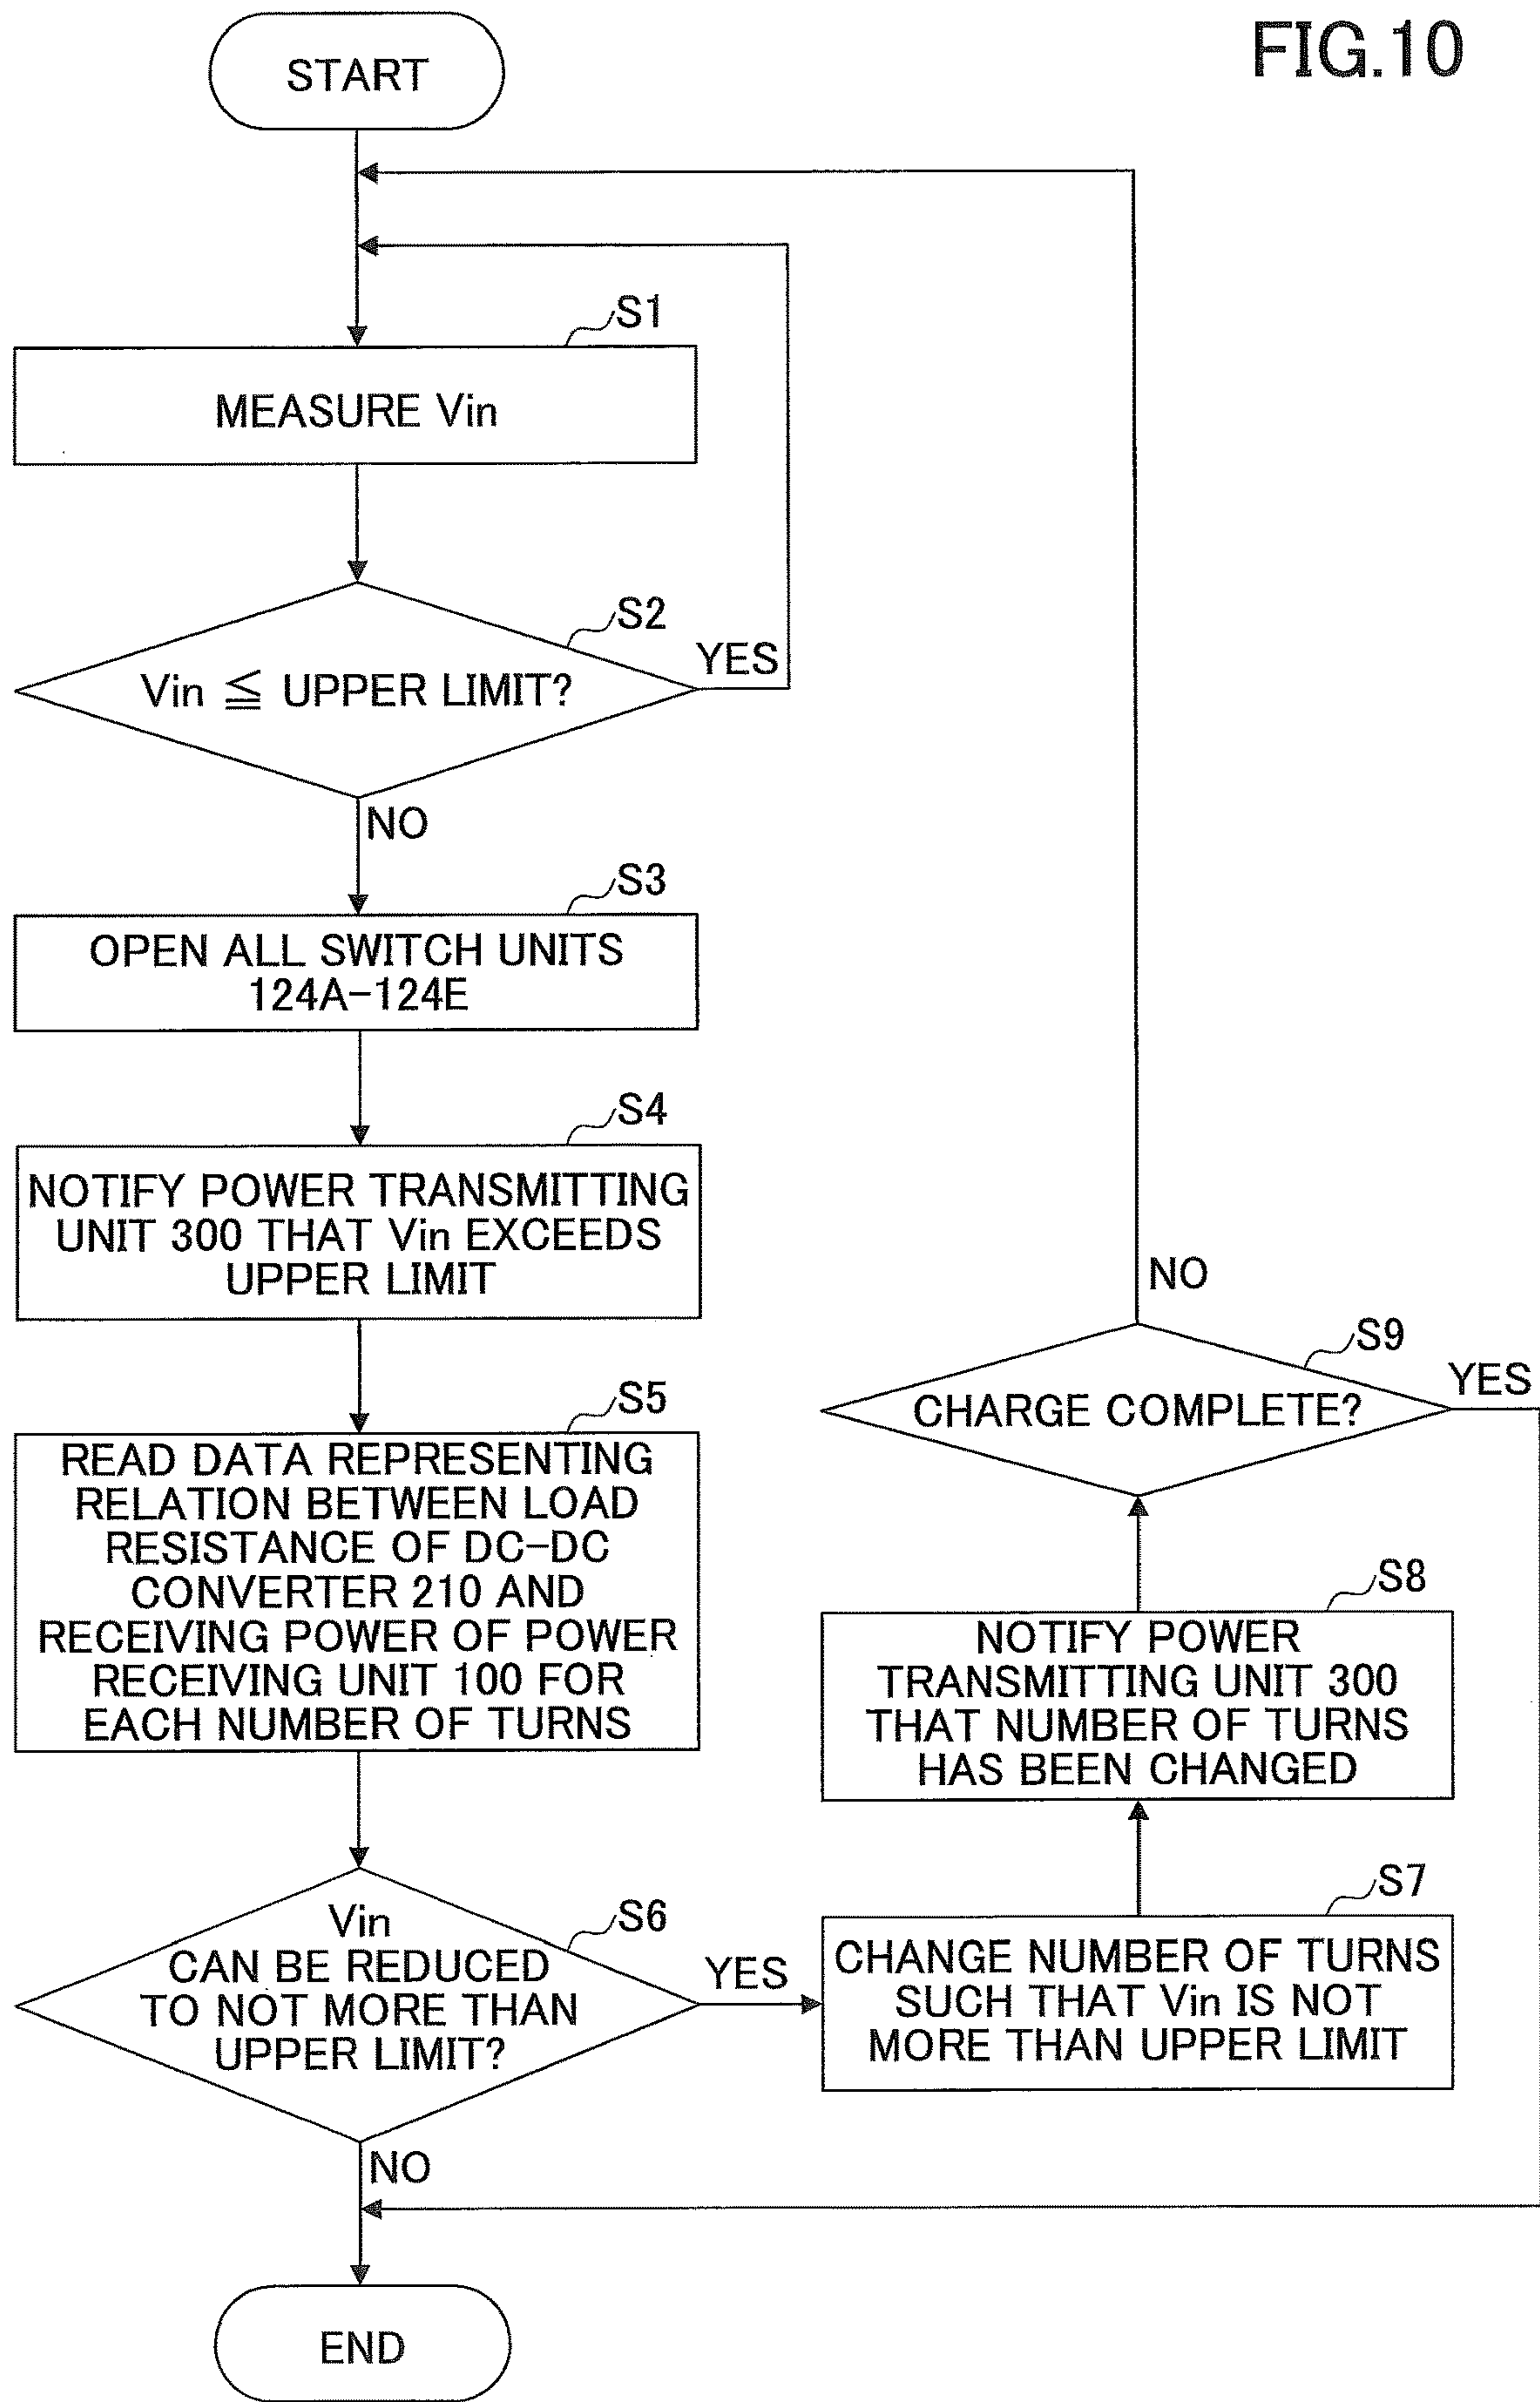 FIG.10
START
S1
MEASURE Vin
S2
Vin ≦ UPPER LIMIT?
YES
NO
S3
OPEN ALL SWITCH UNITS
124A-124E
S4
NOTIFY POWER TRANSMITTING
UNIT 300 THAT Vin EXCEEDS
UPPER LIMIT
S5
READ DATA REPRESENTING
RELATION BETWEEN LOAD
RESISTANCE OF DC-DC
CONVERTER 210 AND
RECEIVING POWER OF POWER
RECEIVING UNIT 100 FOR
EACH NUMBER OF TURNS
S6
Vin
CAN BE REDUCED
TO NOT MORE THAN
UPPER LIMIT?
YES
NO
S7
CHANGE NUMBER OF TURNS
SUCH THAT Vin IS NOT
MORE THAN UPPER LIMIT
S8
NOTIFY POWER
TRANSMITTING UNIT 300
THAT NUMBER OF TURNS
HAS BEEN CHANGED
S9
CHARGE COMPLETE?
YES
NO
END